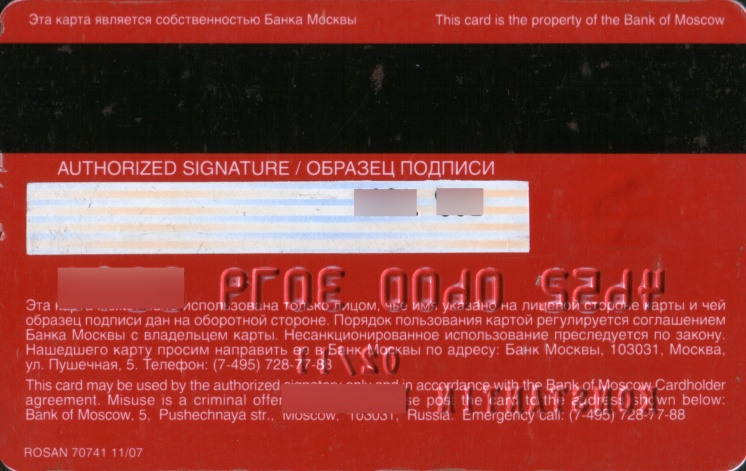 Эта карта является собственностью Банка Москвы
This card is the property of the Bank of Moscow
AUTHORIZED SIGNATURE / ОБРАЗЕЦ ПОДПИСИ
Эта использована только лицом, чье имя указано на лицевой стороне карты и чей
образец подписи дан на оборотной стороне. Порядок пользования картой регулируется соглашением
Банка Москвы с владельцем карты. Несанкционированное использование преследуется по закону.
Нашедшего карту просим направить его в Банк Москвы по адресу: Банк Москвы, 103031, Москва,
ул. Пушечная, 5. Телефон: (7-495) 728-77-88
This card may be used by the authorized signatory only and in accordance with the Bank of Moscow Cardholder
agreement. Misuse is a criminal post the card to the address shown below:
Bank of Moscow, 5, Pushechnaya str., Moscow, 103031, Russia. Emergency call: (7-495) 728-77-88
ROSAN 70741 11/07